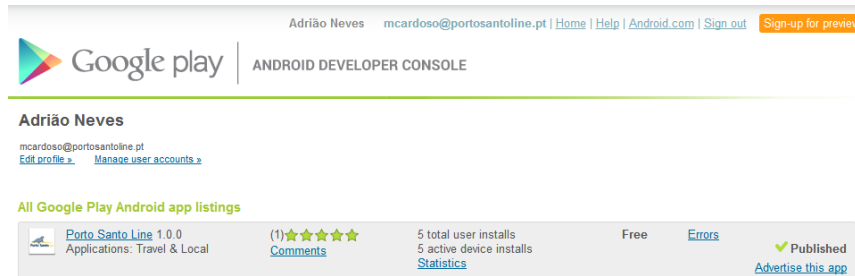 Adrião Neves mcardoso@portosantoline.pt | Home | Help | Android.com | Sign out Sign-up for preview
Google play ANDROID DEVELOPER CONSOLE
Adrião Neves
mcardoso@portosantoline.pt
Edit profile » Manage user accounts »
All Google Play Android app listings
Porto Santo Line 1.0.0 (1) 5 total user installs Free Errors
Applications: Travel & Local Comments 5 active device installs Published
Statistics Advertise this app